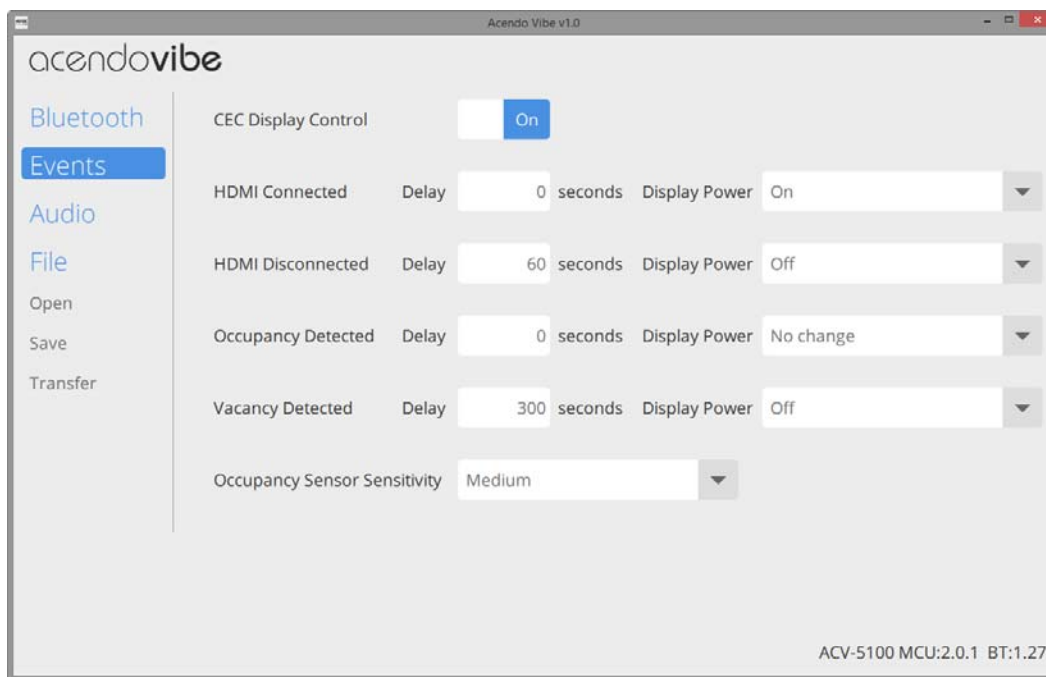 Acendo Vibe v1.0
acendovibe
Bluetooth
Events
Audio
File
Open
Save
Transfer
CEC Display Control On
HDMI Connected Delay 0 seconds Display Power On
HDMI Disconnected Delay 60 seconds Display Power Off
Occupancy Detected Delay 0 seconds Display Power No change
Vacancy Detected Delay 300 seconds Display Power Off
Occupancy Sensor Sensitivity Medium
ACV-5100 MCU:2.0.1 BT:1.27